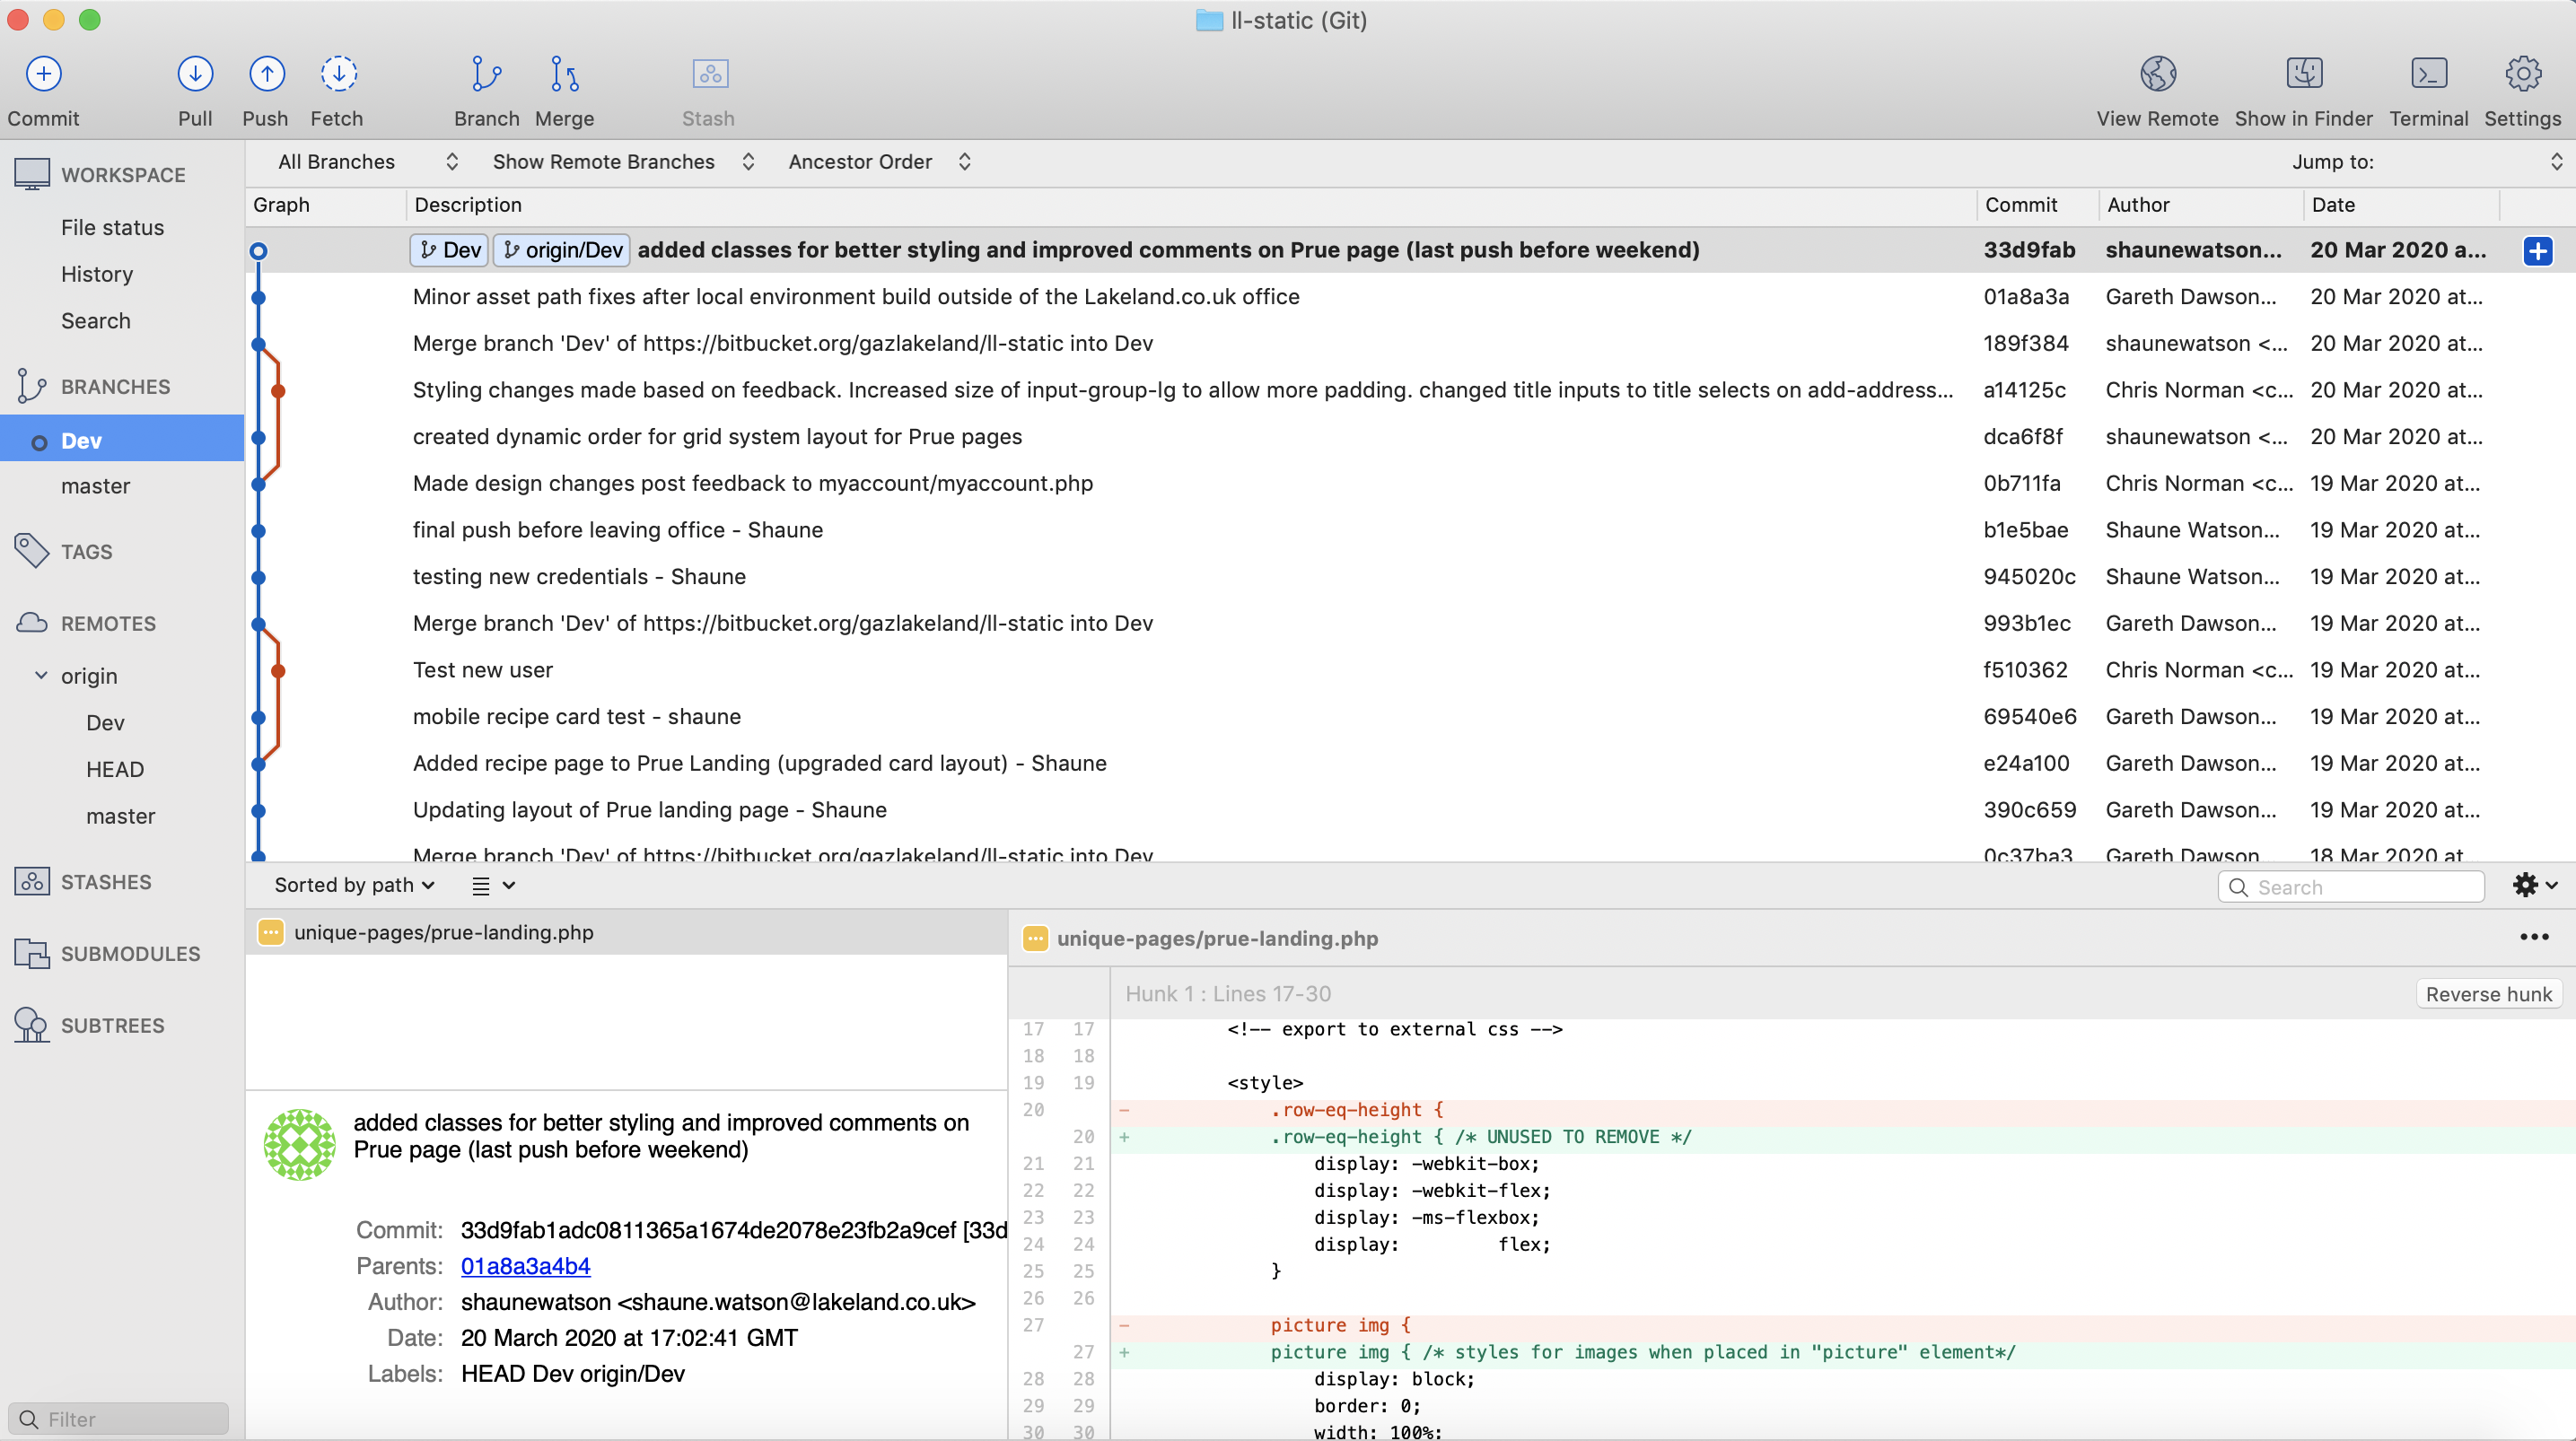 ll-static (Git)
Commit Pull Push Fetch Branch Merge Stash View Remote Show in Finder Terminal Settings
WORKSPACE
File status
History
Search
BRANCHES
Dev
master
TAGS
REMOTES
origin
Dev
HEAD
master
STASHES
SUBMODULES
SUBTREES
Filter
All Branches Show Remote Branches Ancestor Order Jump to:
Graph Description Commit Author Date
Dev origin/Dev added classes for better styling and improved comments on Prue page (last push before weekend) 33d9fab shaunewatson... 20 Mar 2020 a...
Minor asset path fixes after local environment build outside of the Lakeland.co.uk office 01a8a3a Gareth Dawson... 20 Mar 2020 at...
Merge branch 'Dev' of https://bitbucket.org/gazlakeland/ll-static into Dev 189f384 shaunewatson <... 20 Mar 2020 at...
Styling changes made based on feedback. Increased size of input-group-lg to allow more padding. changed title inputs to title selects on add-address... a14125c Chris Norman <c... 20 Mar 2020 at...
created dynamic order for grid system layout for Prue pages dca6f8f shaunewatson <... 20 Mar 2020 at...
Made design changes post feedback to myaccount/myaccount.php 0b711fa Chris Norman <c... 19 Mar 2020 at...
final push before leaving office - Shaune b1e5bae Shaune Watson... 19 Mar 2020 at...
testing new credentials - Shaune 945020c Shaune Watson... 19 Mar 2020 at...
Merge branch 'Dev' of https://bitbucket.org/gazlakeland/ll-static into Dev 993b1ec Gareth Dawson... 19 Mar 2020 at...
Test new user f510362 Chris Norman <c... 19 Mar 2020 at...
mobile recipe card test - shaune 69540e6 Gareth Dawson... 19 Mar 2020 at...
Added recipe page to Prue Landing (upgraded card layout) - Shaune e24a100 Gareth Dawson... 19 Mar 2020 at...
Updating layout of Prue landing page - Shaune 390c659 Gareth Dawson... 19 Mar 2020 at...
Merge branch 'Dev' of https://bitbucket.org/gazlakeland/ll-static into Dev 0c37ba3 Gareth Dawson... 18 Mar 2020 at...
Sorted by path Search
unique-pages/prue-landing.php
added classes for better styling and improved comments on
Prue page (last push before weekend)
Commit: 33d9fab1adc0811365a1674de2078e23fb2a9cef [33d
Parents: 01a8a3a4b4
Author: shaunewatson <shaune.watson@lakeland.co.uk>
Date: 20 March 2020 at 17:02:41 GMT
Labels: HEAD Dev origin/Dev
unique-pages/prue-landing.php
Hunk 1 : Lines 17-30 Reverse hunk
17 17 <!-- export to external css -->
18 18
19 19 <style>
20 - .row-eq-height {
20 + .row-eq-height { /* UNUSED TO REMOVE */
21 21 display: -webkit-box;
22 22 display: -webkit-flex;
23 23 display: -ms-flexbox;
24 24 display: flex;
25 25 }
26 26
27 - picture img {
27 + picture img { /* styles for images when placed in "picture" element*/
28 28 display: block;
29 29 border: 0;
30 30 width: 100%;